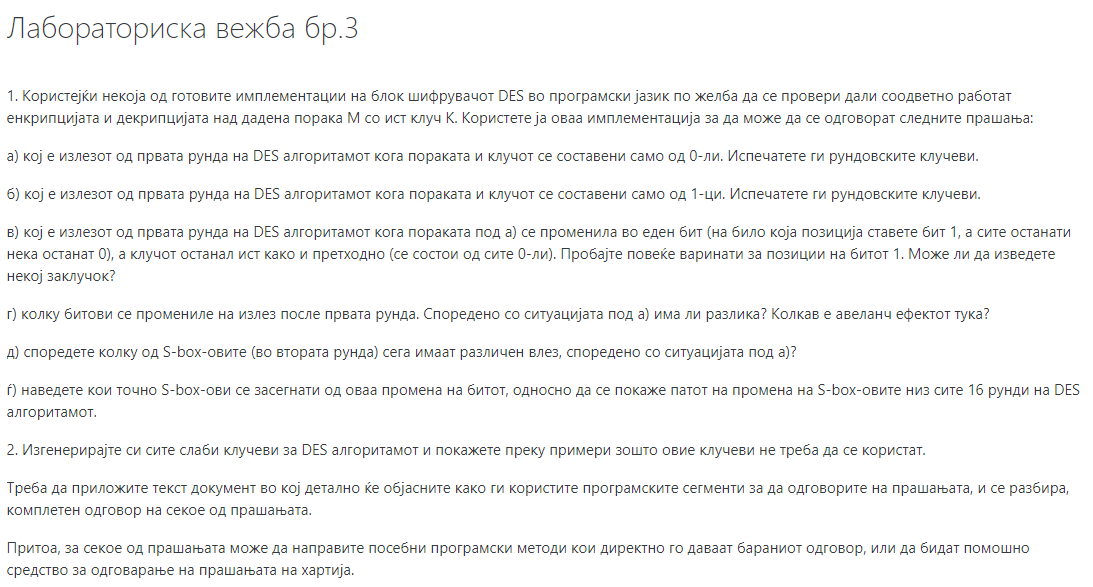 Лабораториска вежба бр.3
1. Користејќи некоја од готовите имплементации на блок шифрувачот DES во програмски јазик по желба да се провери дали соодветно работат
енкрипцијата и декрипцијата над дадена порака М со ист клуч К. Користете ја оваа имплементација за да може да се одговорат следните прашања:
а) кој е излезот од првата рунда на DES алгоритамот кога пораката и клучот се составени само од 0-ли. Испечатете ги рундовските клучеви.
б) кој е излезот од првата рунда на DES алгоритамот кога пораката и клучот се составени само од 1-ци. Испечатете ги рундовските клучеви.
в) кој е излезот од првата рунда на DES алгоритамот кога пораката под а) се променила во еден бит (на било која позиција ставете бит 1, а сите останати
нека останат 0), а клучот останал ист како и претходно (се состои од сите 0-ли). Пробајте повеќе варинати за позиции на битот 1. Може ли да изведете
некој заклучок?
г) колку битови се промениле на излез после првата рунда. Споредено со ситуацијата под а) има ли разлика? Колкав е авеланч ефектот тука?
д) споредете колку од S-box-овите (во втората рунда) сега имаат различен влез, споредено со ситуацијата под а)?
ѓ) наведете кои точно S-box-ови се засегнати од оваа промена на битот, односно да се покаже патот на промена на S-box-овите низ сите 16 рунди на DES
алгоритамот.
2. Изгенерирајте си сите слаби клучеви за DES алгоритамот и покажете преку примери зошто овие клучеви не треба да се користат.
Треба да приложите текст документ во кој детално ќе објасните како ги користите програмските сегменти за да одговорите на прашањата, и се разбира,
комплетен одговор на секое од прашањата.
Притоа, за секое од прашањата може да направите посебни програмски методи кои директно го даваат бараниот одговор, или да бидат помошно
средство за одговарање на прашањата на хартија.